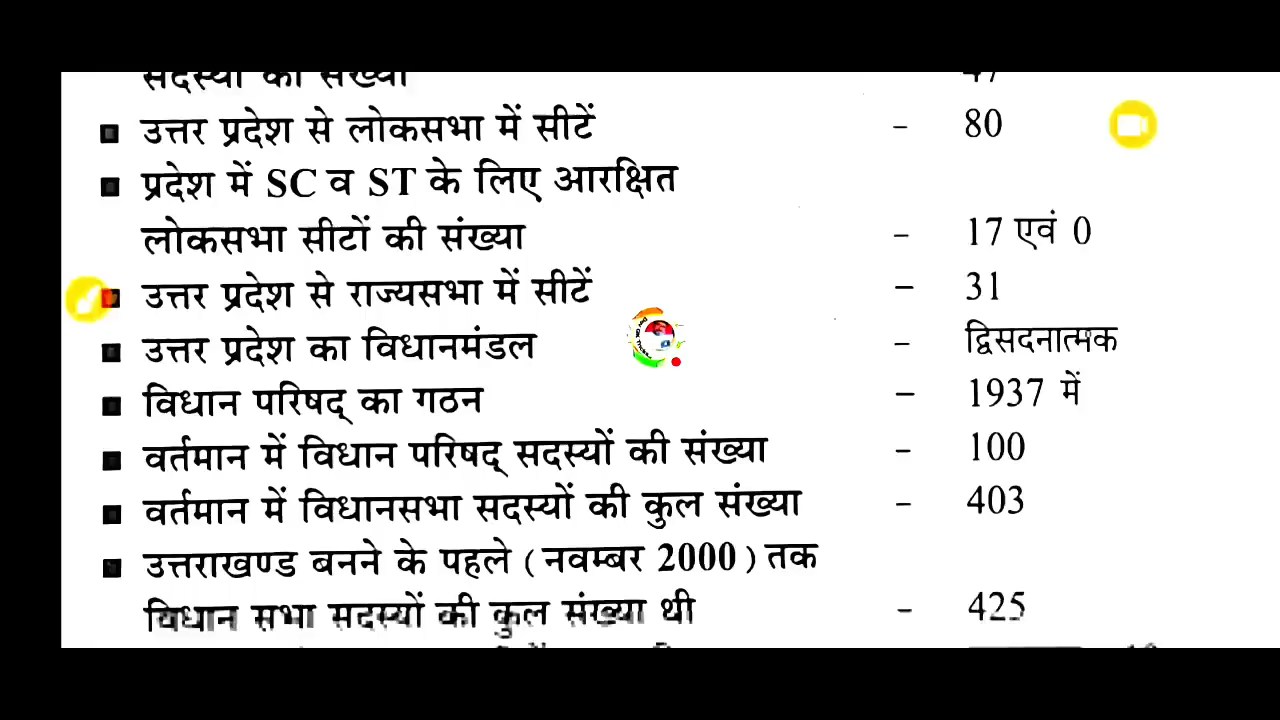 सदस्यों की संख्या 47
■ उत्तर प्रदेश से लोकसभा में सीटें - 80
■ प्रदेश में SC व ST के लिए आरक्षित
लोकसभा सीटों की संख्या - 17 एवं 0
■ उत्तर प्रदेश से राज्यसभा में सीटें - 31
■ उत्तर प्रदेश का विधानमंडल - द्विसदनात्मक
■ विधान परिषद् का गठन - 1937 में
■ वर्तमान में विधान परिषद् सदस्यों की संख्या - 100
■ वर्तमान में विधानसभा सदस्यों की कुल संख्या - 403
■ उत्तराखण्ड बनने के पहले (नवम्बर 2000) तक
विधान सभा सदस्यों की कुल संख्या थी - 425